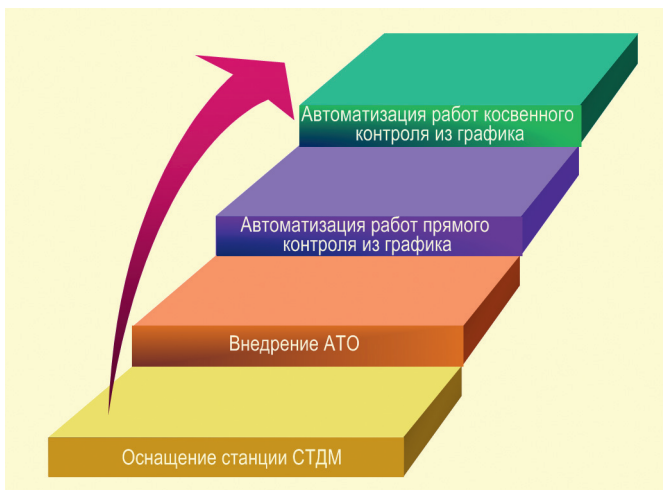 Автоматизация работ косвенного
контроля из графика
Автоматизация работ прямого
контроля из графика
Внедрение АТО
Оснащение станции СТДМ